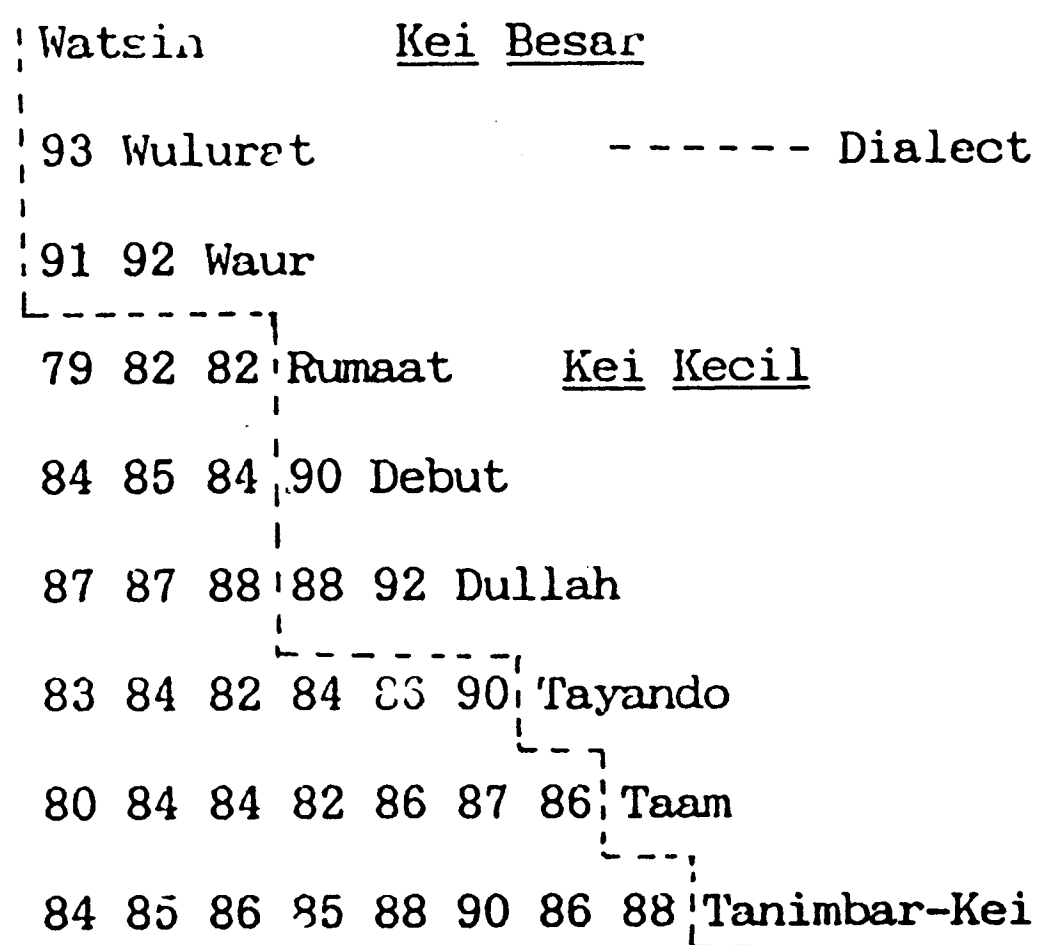 Watsin Kei Besar
93 Wulurat ------ Dialect
91 92 Waur
79 82 82 Rumaat Kei Kecil
84 85 84 90 Debut
87 87 88 88 92 Dullah
83 84 82 84 86 90 Tayando
80 84 84 82 86 87 86 Taam
84 85 86 85 88 90 86 88 Tanimbar-Kei